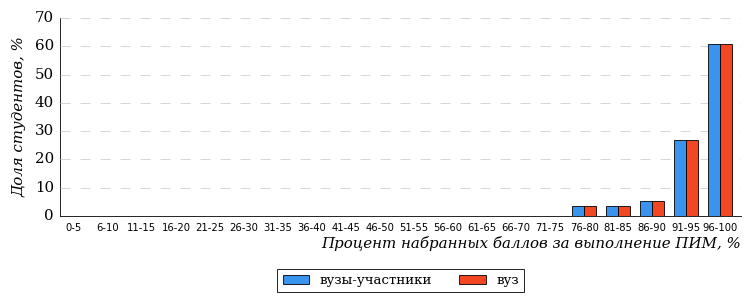 Доля студентов, %
70
60
50
40
30
20
10
0
0-5 6-10 11-15 16-20 21-25 26-30 31-35 36-40 41-45 46-50 51-55 56-60 61-65 66-70 71-75 76-80 81-85 86-90 91-95 96-100
Процент набранных баллов за выполнение ПИМ, %
вузы-участники вуз